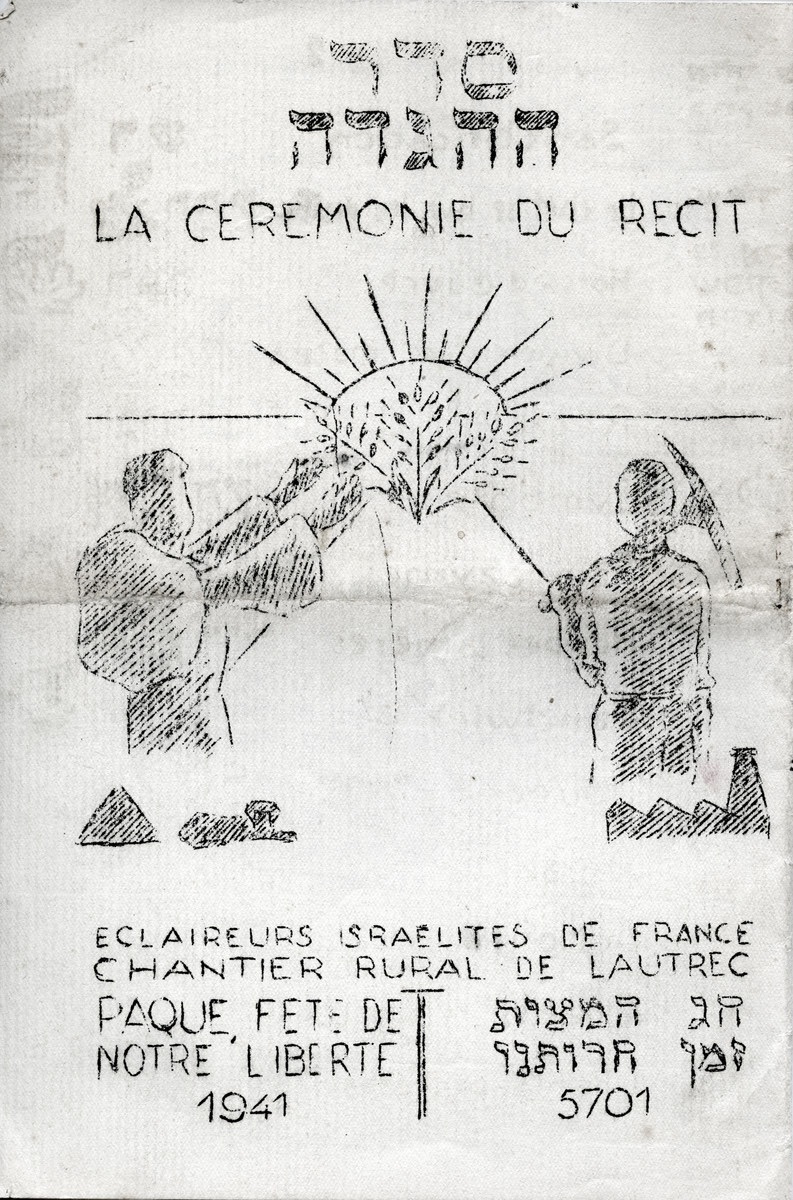 סדר
ההגדה
LA CEREMONIE DU RECIT
ECLAIREURS ISRAELITES DE FRANCE
CHANTIER RURAL DE LAUTREC
PAQUE, FETE DE
NOTRE LIBERTE
1941
חג המצות
זמן חרותנו
5701